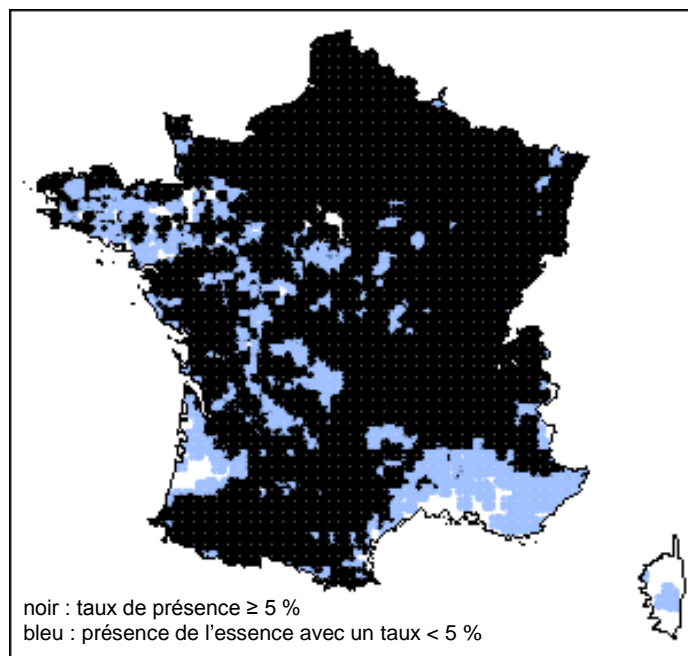 noir : taux de présence ≥ 5 %
bleu : présence de l’essence avec un taux < 5 %